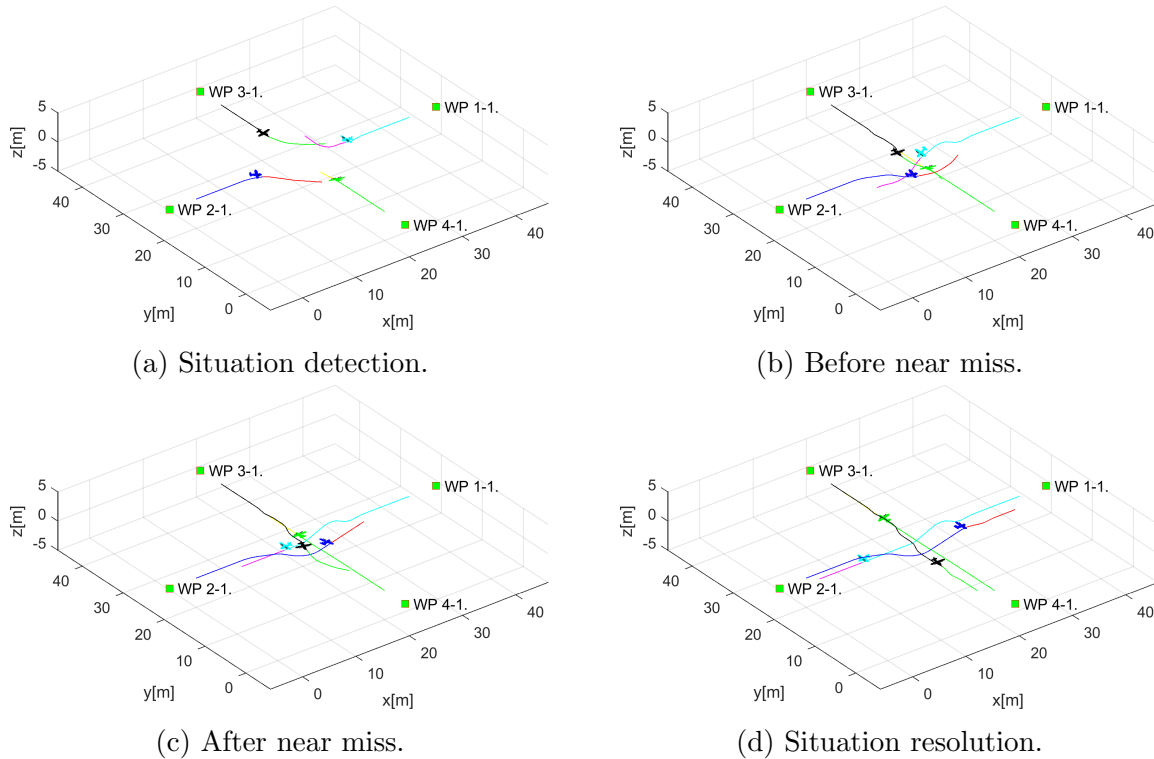 5
0
-5
z[m]
40
30
20
10
0
y[m]
0
10
20
30
40
x[m]
WP 3-1.
WP 1-1.
WP 2-1.
WP 4-1.
(a) Situation detection.
5
0
-5
z[m]
40
30
20
10
0
y[m]
0
10
20
30
40
x[m]
WP 3-1.
WP 1-1.
WP 2-1.
WP 4-1.
(b) Before near miss.
5
0
-5
z[m]
40
30
20
10
0
y[m]
0
10
20
30
40
x[m]
WP 3-1.
WP 1-1.
WP 2-1.
WP 4-1.
(c) After near miss.
5
0
-5
z[m]
40
30
20
10
0
y[m]
0
10
20
30
40
x[m]
WP 3-1.
WP 1-1.
WP 2-1.
WP 4-1.
(d) Situation resolution.